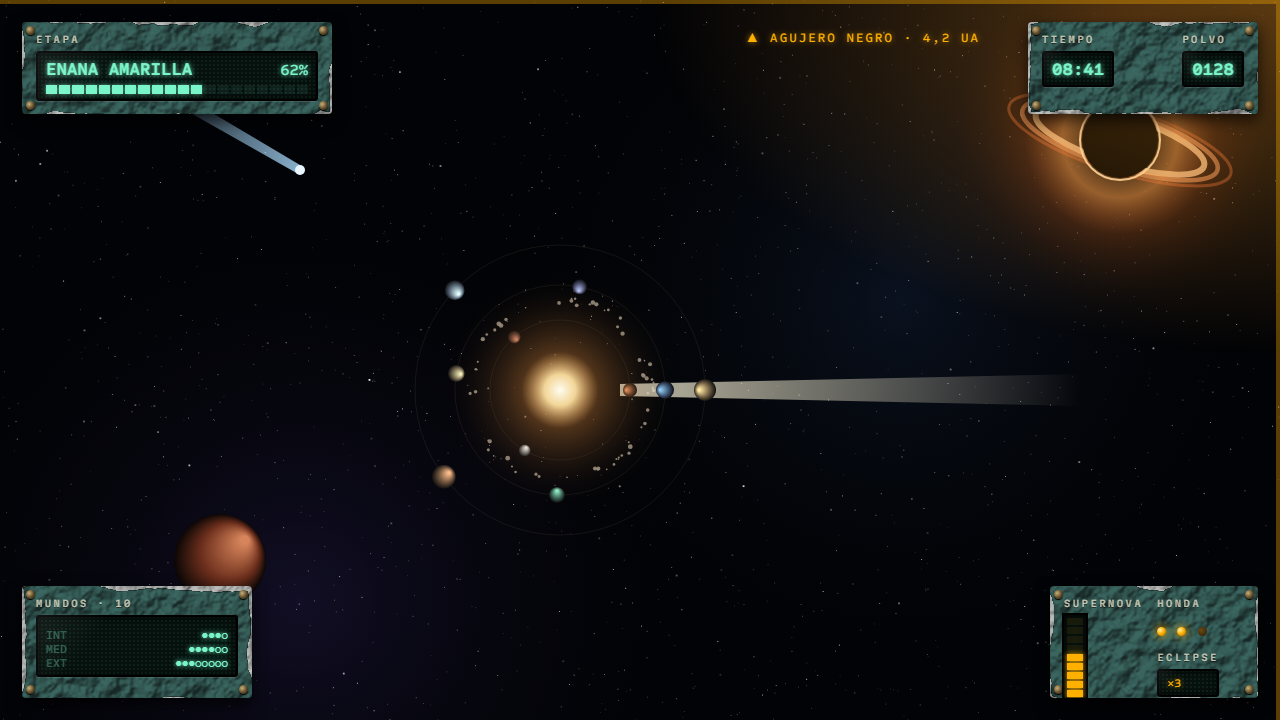 ETAPA
ENANA AMARILLA 62%
▲ AGUJERO NEGRO · 4,2 UA
TIEMPO POLVO
08:41 0128
MUNDOS · 10
INT
MED
EXT
SUPERNOVA HONDA
ECLIPSE
×3